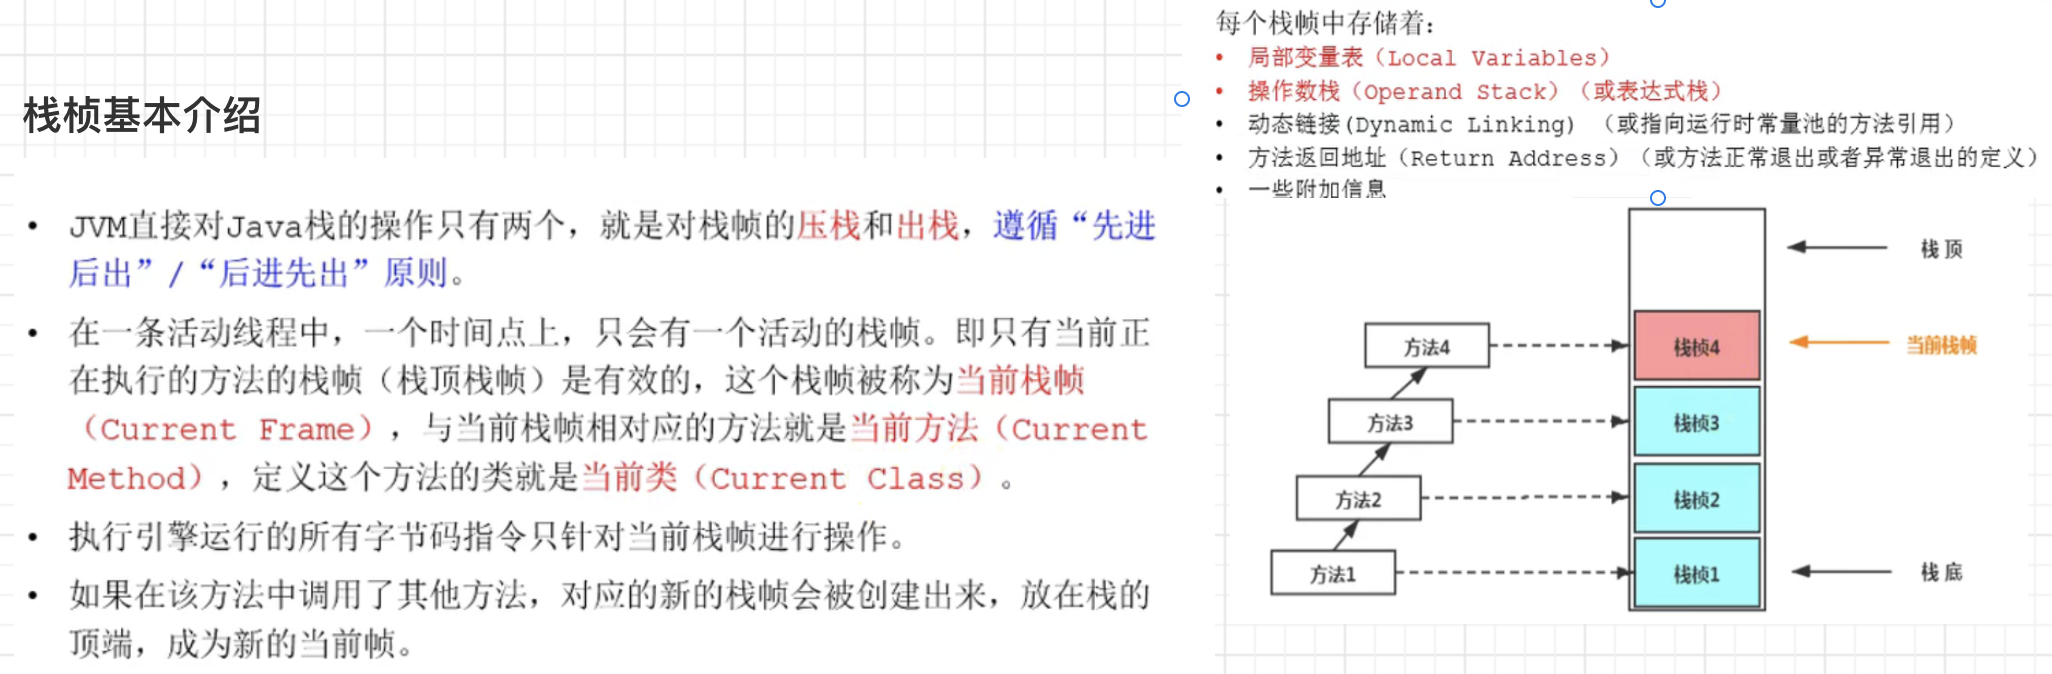 栈桢基本介绍
• JVM直接对Java栈的操作只有两个，就是对栈帧的压栈和出栈，遵循“先进
后出”/“后进先出”原则。
• 在一条活动线程中，一个时间点上，只会有一个活动的栈帧。即只有当前正
在执行的方法的栈帧（栈顶栈帧）是有效的，这个栈帧被称为当前栈帧
（Current Frame），与当前栈帧相对应的方法就是当前方法（Current
Method），定义这个方法的类就是当前类（Current Class）。
• 执行引擎运行的所有字节码指令只针对当前栈帧进行操作。
• 如果在该方法中调用了其他方法，对应的新的栈帧会被创建出来，放在栈的
顶端，成为新的当前帧。
每个栈帧中存储着：
• 局部变量表（Local Variables）
• 操作数栈（Operand Stack）（或表达式栈）
• 动态链接(Dynamic Linking) （或指向运行时常量池的方法引用）
• 方法返回地址（Return Address）（或方法正常退出或者异常退出的定义）
• 一些附加信息
栈顶
方法4
栈桢4
当前栈帧
方法3
栈桢3
方法2
栈桢2
方法1
栈桢1
栈底